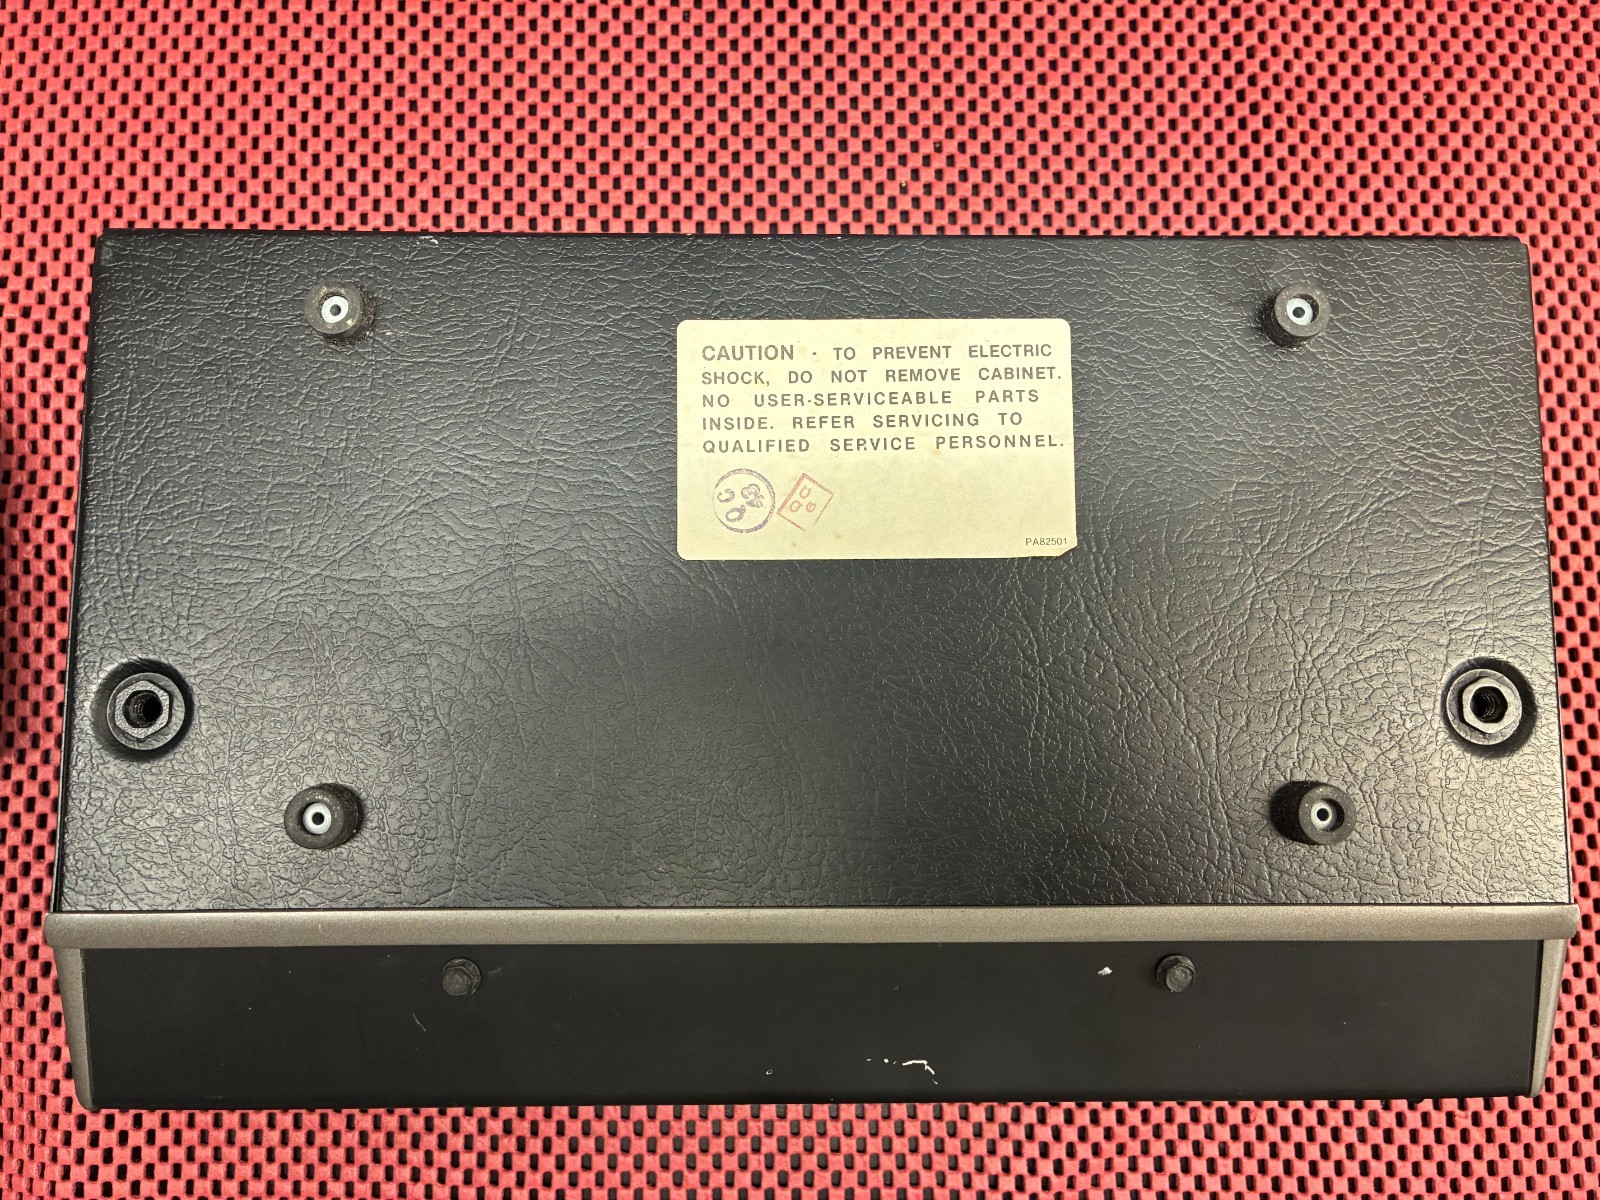 CAUTION - TO PREVENT ELECTRIC
SHOCK, DO NOT REMOVE CABINET.
NO USER-SERVICEABLE PARTS
INSIDE. REFER SERVICING TO
QUALIFIED SERVICE PERSONNEL.
PA82501